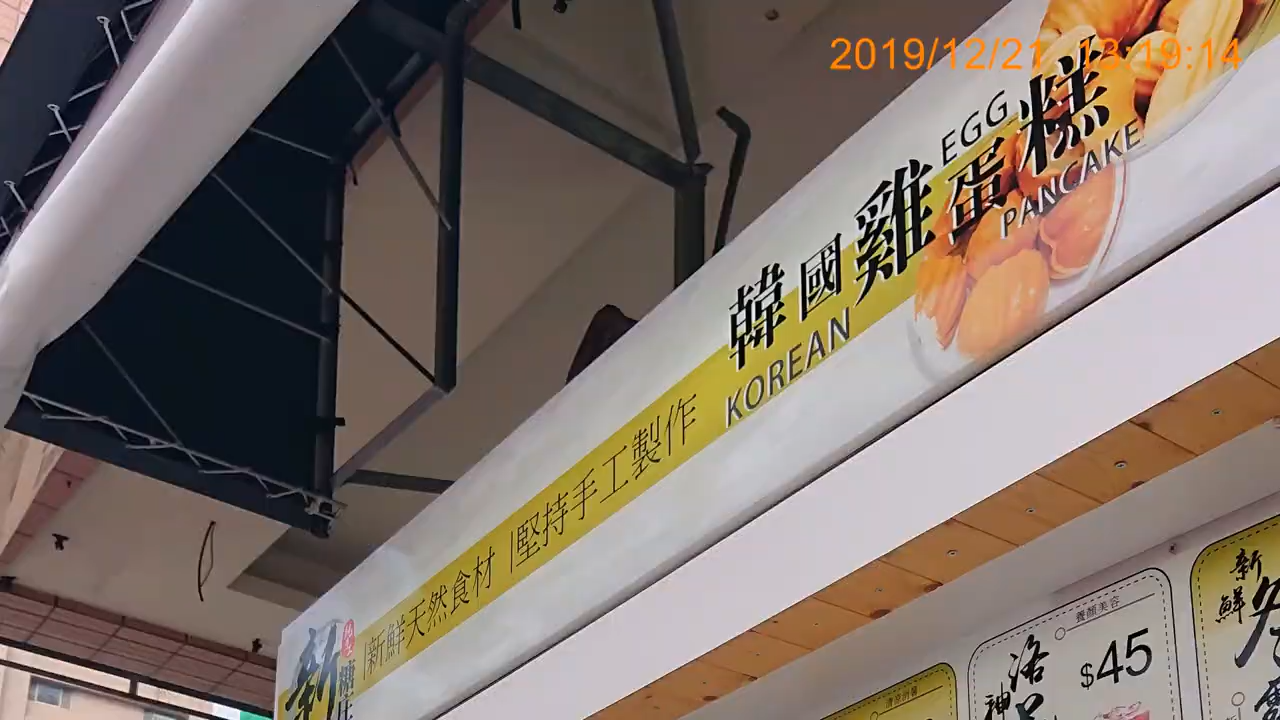 2019/12/21 13:19:14
EGG
韓國雞蛋糕
KOREAN
PANCAKE
新鮮天然食材 |堅持手工製作
新
養顏美容
$45
洛
神
新鮮